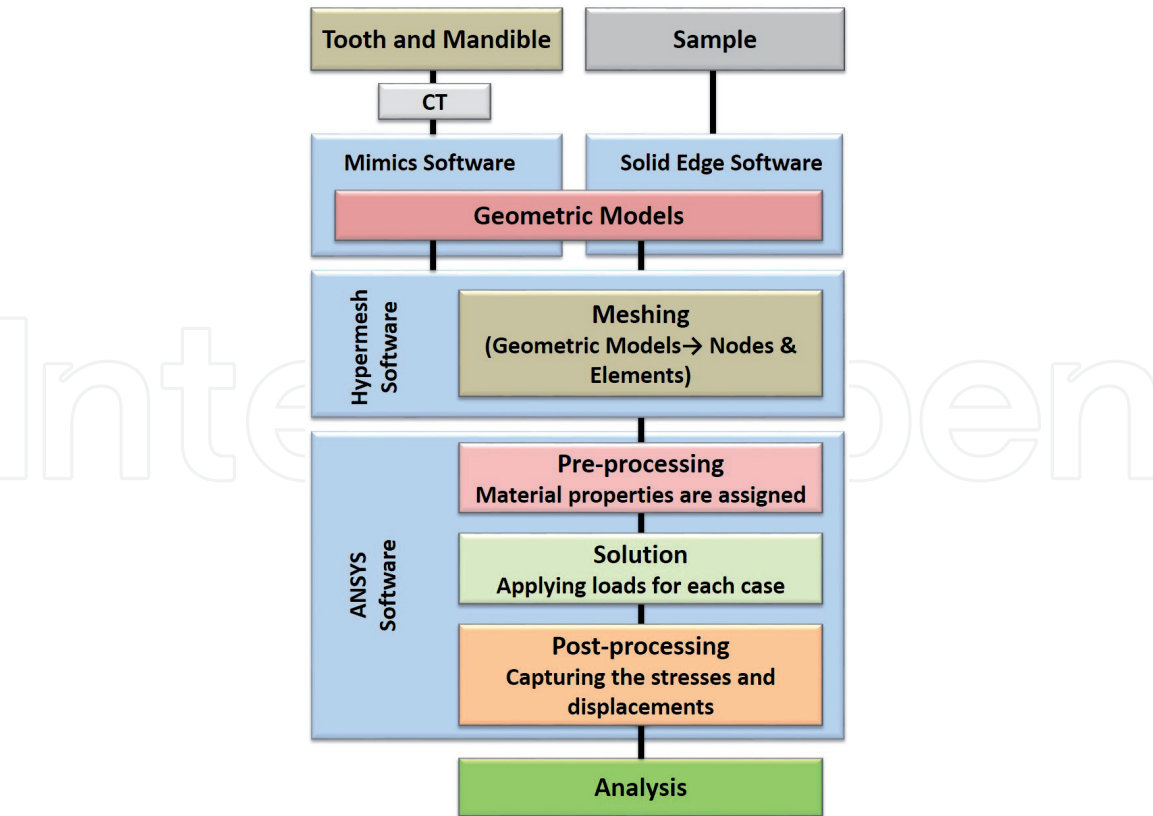 Tooth and Mandible
Sample
CT
Mimics Software
Solid Edge Software
Geometric Models
Hypermesh
Software
Meshing
(Geometric Models→ Nodes &
Elements)
ANSYS
Software
Pre-processing
Material properties are assigned
Solution
Applying loads for each case
Post-processing
Capturing the stresses and
displacements
Analysis